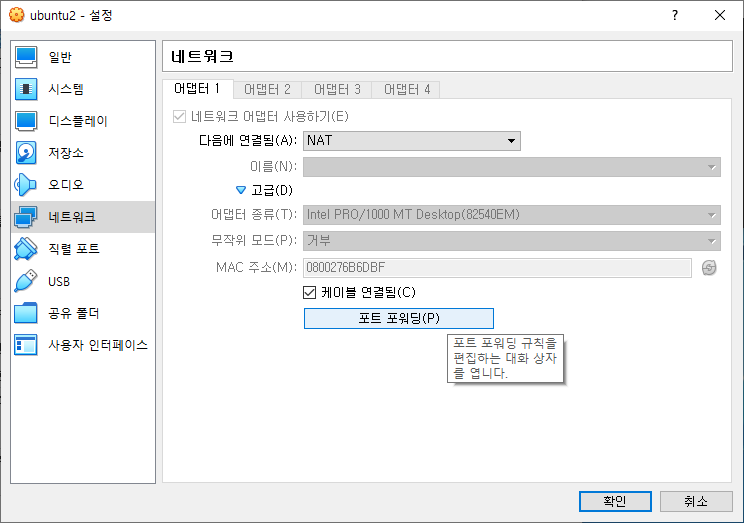 ubuntu2 - 설정
?
일반
시스템
디스플레이
저장소
오디오
네트워크
직렬 포트
USB
공유 폴더
사용자 인터페이스
네트워크
어댑터 1 어댑터 2 어댑터 3 어댑터 4
네트워크 어댑터 사용하기(E)
다음에 연결됨(A): NAT
이름(N):
고급(D)
어댑터 종류(T): Intel PRO/1000 MT Desktop(82540EM)
무작위 모드(P): 거부
MAC 주소(M): 0800276B6DBF
케이블 연결됨(C)
포트 포워딩(P)
포트 포워딩 규칙을
편집하는 대화 상자
를 엽니다.
확인 취소